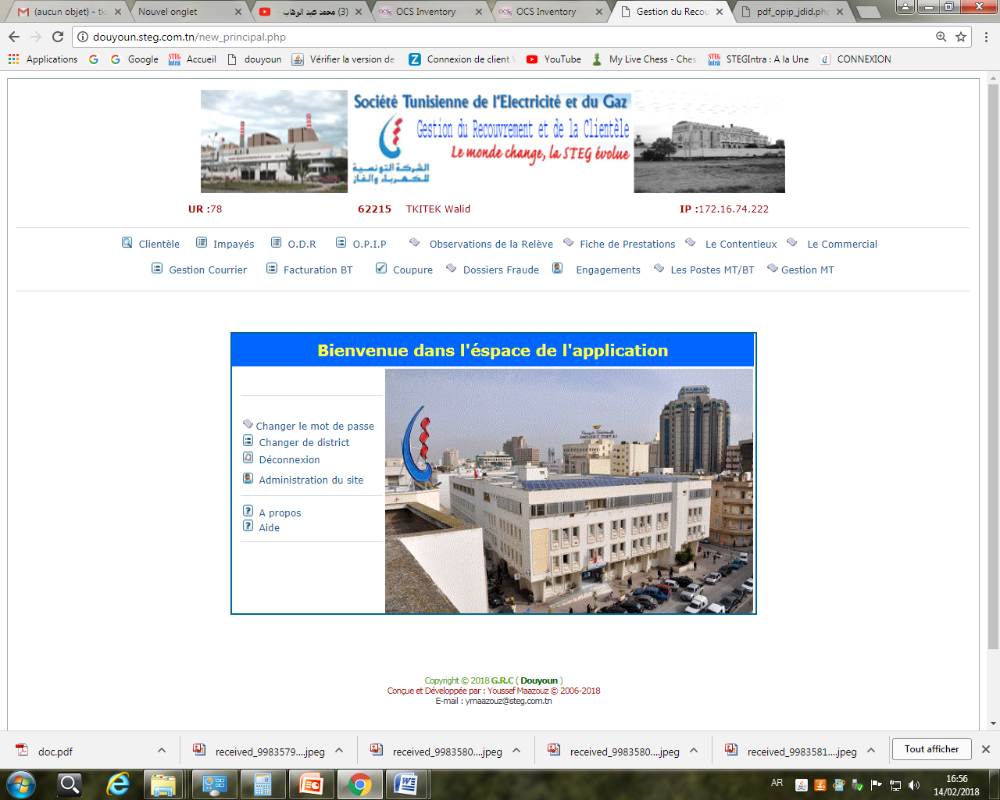 (aucun objet) - tk
Nouvel onglet
(3) محمد عبد الوهاب -
OCS Inventory
OCS Inventory
Gestion du Recou
pdf_opip_jdid.php
douyoun.steg.com.tn/new_principal.php
Applications
Google
Accueil
douyoun
Vérifier la version de
Connexion de client
YouTube
My Live Chess - Ches
STEGIntra : A la Une
CONNEXION
Société Tunisienne de l'Electricité et du Gaz
Gestion du Recouvrement et de la Clientèle
Le monde change, la STEG évolue
الشركة التونسية
للكهرباء والغاز
UR :78 62215 TKITEK Walid IP :172.16.74.222
Clientèle Impayés O.D.R O.P.I.P Observations de la Relève Fiche de Prestations Le Contentieux Le Commercial
Gestion Courrier Facturation BT Coupure Dossiers Fraude Engagements Les Postes MT/BT Gestion MT
Bienvenue dans l'éspace de l'application
Changer le mot de passe
Changer de district
Déconnexion
Administration du site
A propos
Aide
Copyright © 2018 G.R.C ( Douyoun )
Conçue et Développée par : Youssef Maazouz © 2006-2018
E-mail : ymaazouz@steg.com.tn
doc.pdf
received_9983579....jpeg
received_9983580....jpeg
received_9983580....jpeg
received_9983581....jpeg
Tout afficher
AR
16:56
14/02/2018